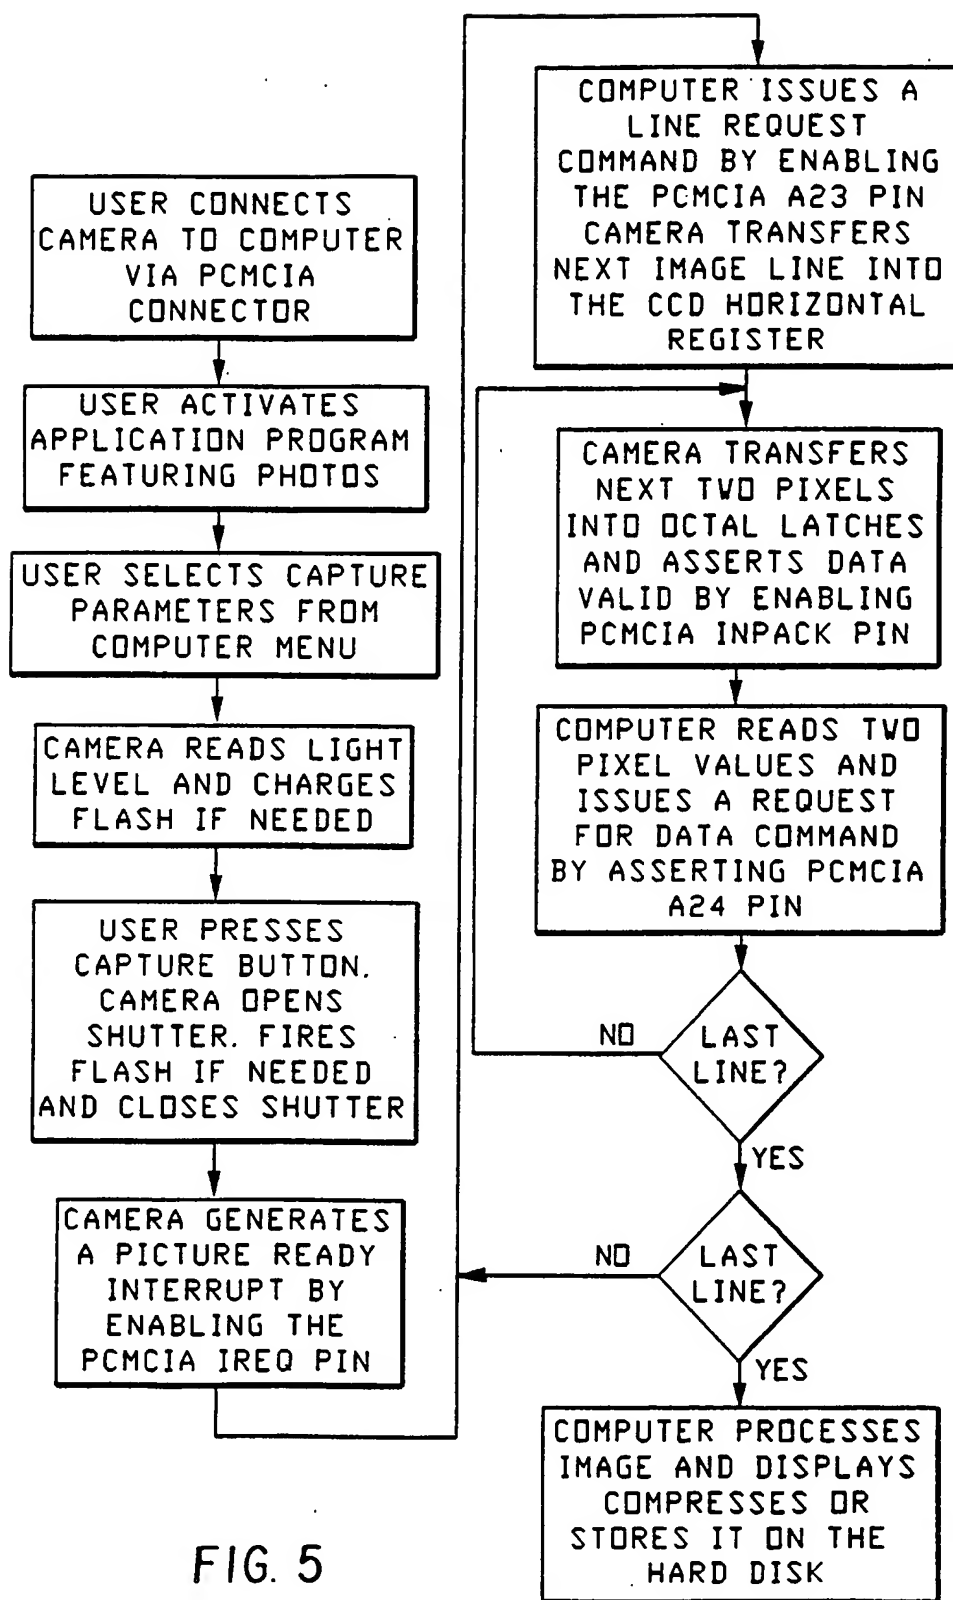 USER CONNECTS
CAMERA TO COMPUTER
VIA PCMCIA
CONNECTOR
USER ACTIVATES
APPLICATION PROGRAM
FEATURING PHOTOS
USER SELECTS CAPTURE
PARAMETERS FROM
COMPUTER MENU
CAMERA READS LIGHT
LEVEL AND CHARGES
FLASH IF NEEDED
USER PRESSES
CAPTURE BUTTON.
CAMERA OPENS
SHUTTER. FIRES
FLASH IF NEEDED
AND CLOSES SHUTTER
CAMERA GENERATES
A PICTURE READY
INTERRUPT BY
ENABLING THE
PCMCIA IREQ PIN
COMPUTER ISSUES A
LINE REQUEST
COMMAND BY ENABLING
THE PCMCIA A23 PIN
CAMERA TRANSFERS
NEXT IMAGE LINE INTO
THE CCD HORIZONTAL
REGISTER
CAMERA TRANSFERS
NEXT TWO PIXELS
INTO OCTAL LATCHES
AND ASSERTS DATA
VALID BY ENABLING
PCMCIA INPACK PIN
COMPUTER READS TWO
PIXEL VALUES AND
ISSUES A REQUEST
FOR DATA COMMAND
BY ASSERTING PCMCIA
A24 PIN
NO
LAST
LINE?
YES
NO
LAST
LINE?
YES
COMPUTER PROCESSES
IMAGE AND DISPLAYS
COMPRESSES OR
STORES IT ON THE
HARD DISK
FIG. 5